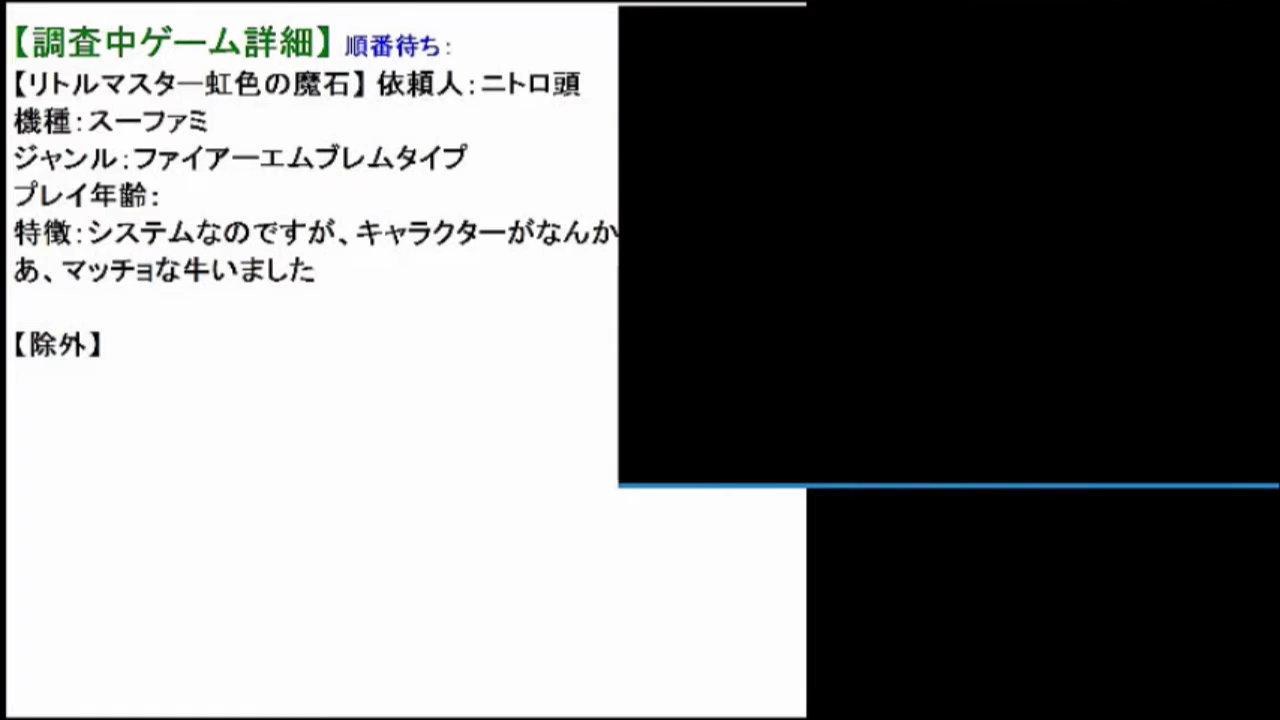 【調査中ゲーム詳細】 順番待ち:
【リトルマスター虹色の魔石】 依頼人:ニトロ頭
機種:スーファミ
ジャンル:ファイアーエムブレムタイプ
プレイ年齢:
特徴:システムなのですが、キャラクターがなんか
あ、マッチョな牛いました
【除外】